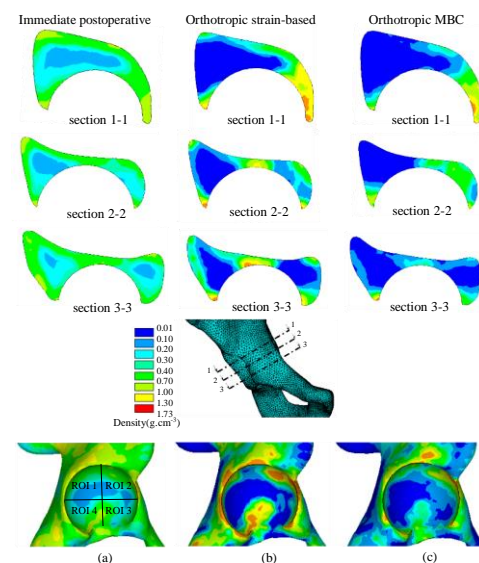 Immediate postoperative
Orthotropic strain-based
Orthotropic MBC
section 1-1
section 1-1
section 1-1
section 2-2
section 2-2
section 2-2
section 3-3
section 3-3
section 3-3
0.01
0.10
0.20
0.30
0.40
0.70
1.00
1.30
1.73
Density(g.cm-3)
1
2
3
1
2
3
ROI 1 ROI 2
ROI 4 ROI 3
(a)
(b)
(c)